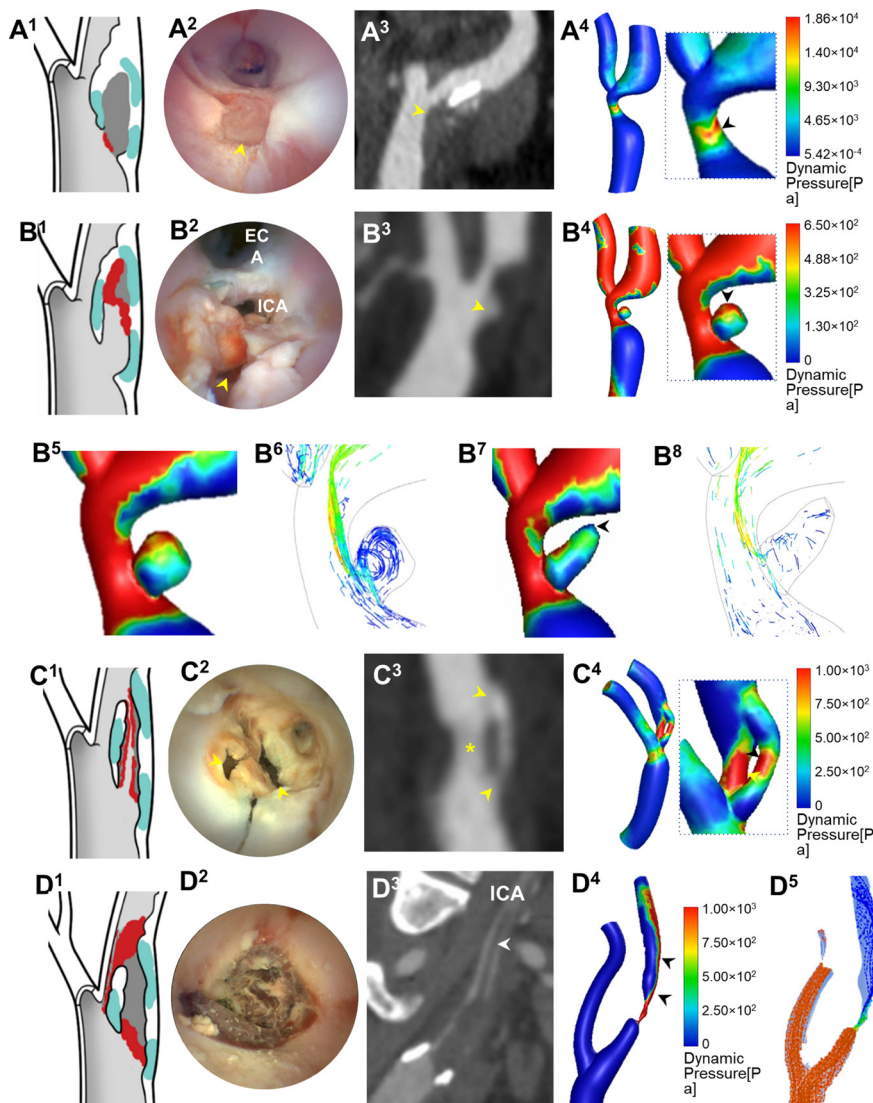 A¹ A² A³ A⁴
1.86×10⁴
1.40×10⁴
9.30×10³
4.65×10³
5.42×10⁻⁴
Dynamic
Pressure[P
a]
B¹ B² B³ B⁴
EC
A
ICA
6.50×10²
4.88×10²
3.25×10²
1.30×10²
0
Dynamic
Pressure[P
a]
B⁵ B⁶ B⁷ B⁸
C¹ C² C³ C⁴
*
1.00×10³
7.50×10²
5.00×10²
2.50×10²
0
Dynamic
Pressure[P
a]
D¹ D² D³ D⁴ D⁵
ICA
1.00×10³
7.50×10²
5.00×10²
2.50×10²
0
Dynamic
Pressure[P
a]